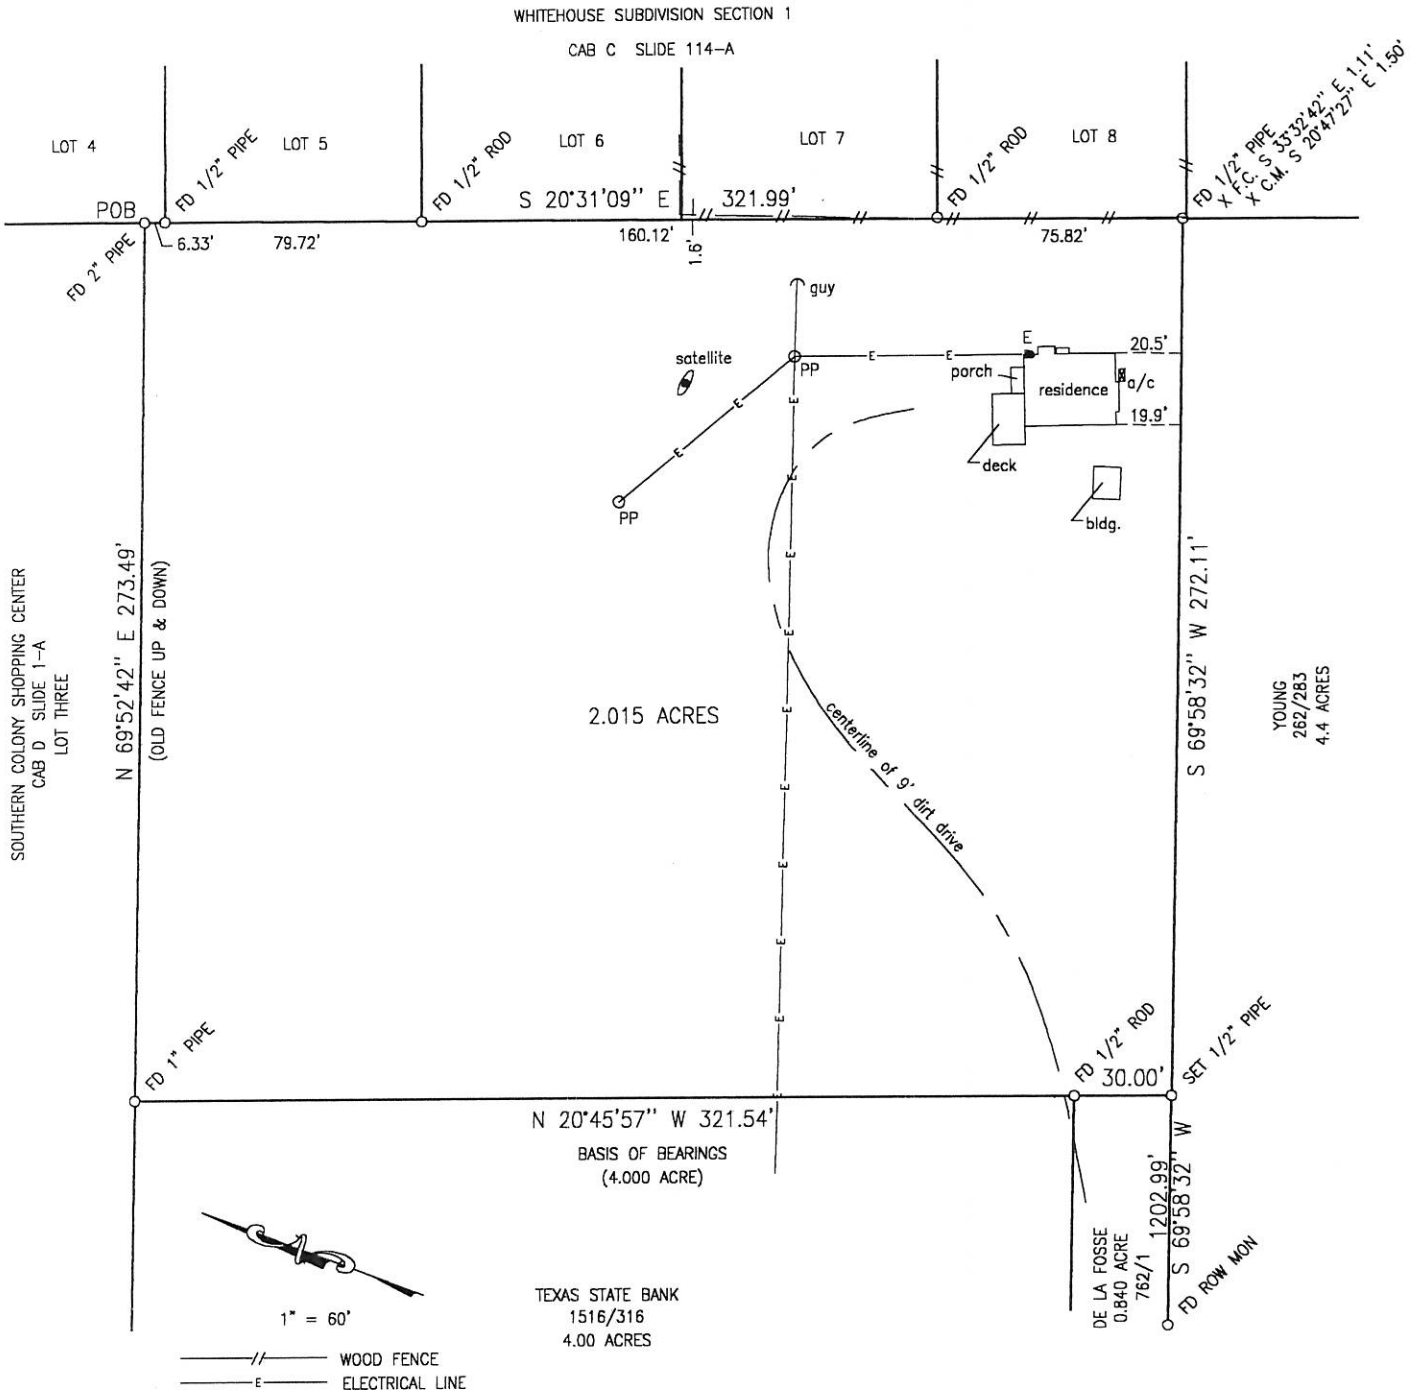 WHITEHOUSE SUBDIVISION SECTION 1
CAB C SLIDE 114-A
LOT 4
LOT 5
LOT 6
LOT 7
LOT 8
FD 1/2" PIPE
FD 1/2" ROD
FD 1/2" ROD
FD 1/2" PIPE
X F.C. S 33°32'42" E 1.11'
X C.M. S 20°47'27" E 1.50'
POB
S 20°31'09" E 321.99'
FD 2" PIPE
6.33'
79.72'
160.12'
1.6'
75.82'
guy
satellite
PP
E
E
E
20.5'
porch
residence
a/c
19.9'
E
E
E
deck
E
PP
bldg.
E
N 69°52'42" E 273.49'
(OLD FENCE UP & DOWN)
SOUTHERN COLONY SHOPPING CENTER
CAB D SLIDE 1-A
LOT THREE
E
2.015 ACRES
E
centerline of 9' dirt drive
E
E
E
E
S 69°58'32" W 272.11'
YOUNG
262/283
4.4 ACRES
FD 1" PIPE
FD 1/2" ROD
30.00'
SET 1/2" PIPE
E
N 20°45'57" W 321.54'
BASIS OF BEARINGS
(4.000 ACRE)
DE LA FOSSE
0.840 ACRE
762/1
1202.99'
S 69°58'32" W
FD ROW MON
1" = 60'
TEXAS STATE BANK
1516/316
4.00 ACRES
// WOOD FENCE
E ELECTRICAL LINE